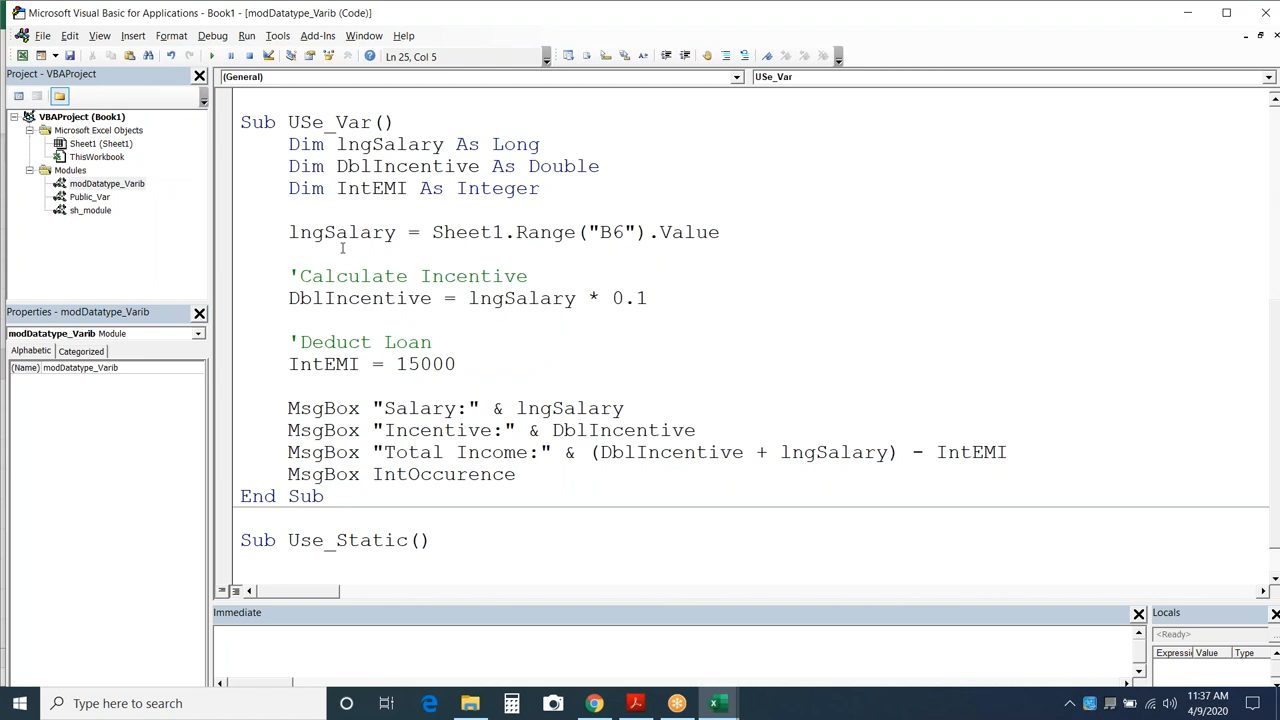 Microsoft Visual Basic for Applications - Book1 - [modDatatype_Varib (Code)]
File Edit View Insert Format Debug Run Tools Add-Ins Window Help
Ln 25, Col 5
Project - VBAProject
(General)
USe_Var
VBAProject (Book1)
Microsoft Excel Objects
Sheet1 (Sheet1)
ThisWorkbook
Modules
modDatatype_Varib
Public_Var
sh_module
Properties - modDatatype_Varib
modDatatype_Varib Module
Alphabetic Categorized
(Name) modDatatype_Varib
Sub USe_Var()
Dim lngSalary As Long
Dim DblIncentive As Double
Dim IntEMI As Integer
lngSalary = Sheet1.Range("B6").Value
'Calculate Incentive
DblIncentive = lngSalary * 0.1
'Deduct Loan
IntEMI = 15000
MsgBox "Salary:" & lngSalary
MsgBox "Incentive:" & DblIncentive
MsgBox "Total Income:" & (DblIncentive + lngSalary) - IntEMI
MsgBox IntOccurence
End Sub
Sub Use_Static()
Immediate
Locals
<Ready>
Expressi Value Type
Type here to search
11:37 AM
4/9/2020